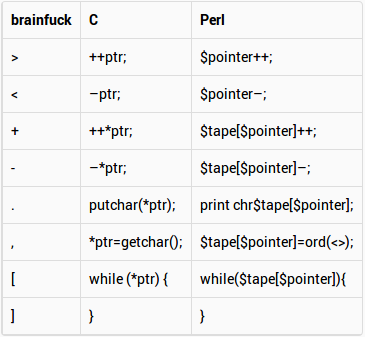 brainfuck C Perl
> ++ptr; $pointer++;
< –ptr; $pointer–;
+ ++*ptr; $tape[$pointer]++;
- –*ptr; $tape[$pointer]–;
. putchar(*ptr); print chr$tape[$pointer];
, *ptr=getchar(); $tape[$pointer]=ord(<>);
[ while (*ptr) { while($tape[$pointer]){
] } }